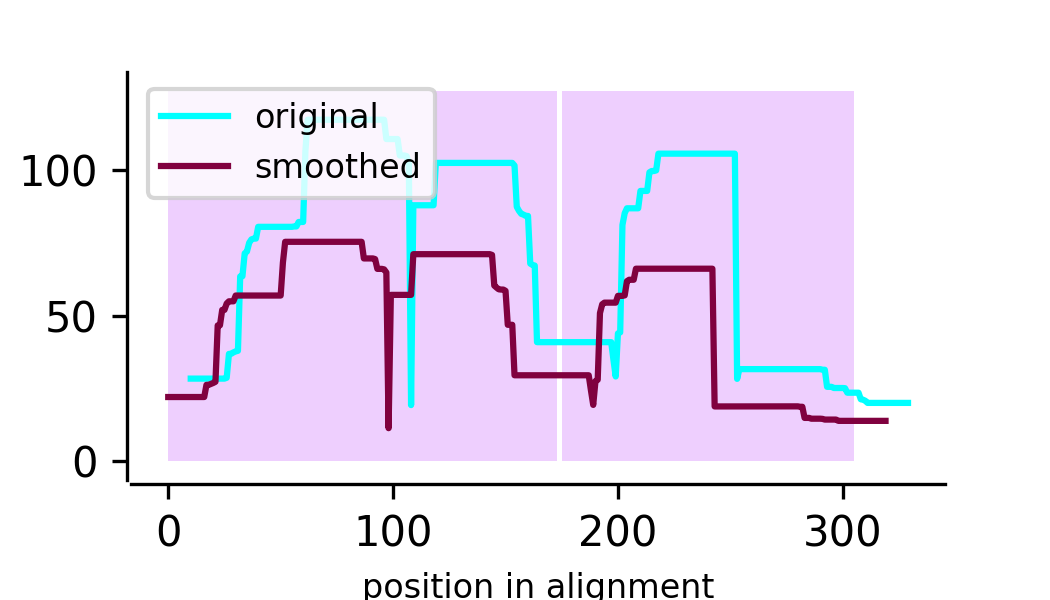 original
smoothed
100
50
0
0 100 200 300
position in alignment